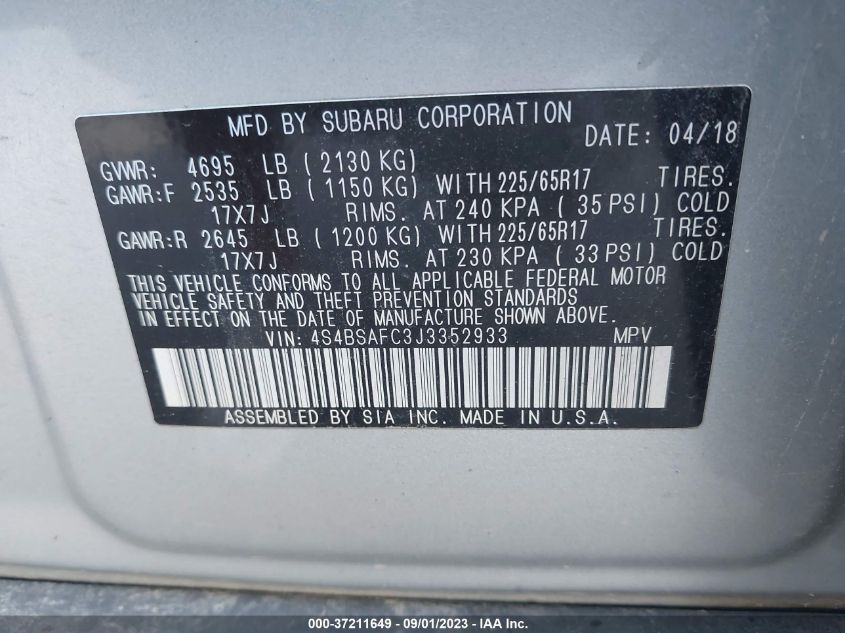 MFD BY SUBARU CORPORATION
DATE: 04/18
GVWR: 4695 LB ( 2130 KG)
GAWR:F 2535 LB ( 1150 KG) WITH 225/65R17 TIRES.
17X7J RIMS. AT 240 KPA ( 35 PSI) COLD
GAWR:R 2645 LB ( 1200 KG) WITH 225/65R17 TIRES.
17X7J RIMS. AT 230 KPA ( 33 PSI) COLD
THIS VEHICLE CONFORMS TO ALL APPLICABLE FEDERAL MOTOR
VEHICLE SAFETY AND THEFT PREVENTION STANDARDS
IN EFFECT ON THE DATE OF MANUFACTURE SHOWN ABOVE.
VIN: 4S4BSAFC3J3352933 MPV
ASSEMBLED BY SIA INC. MADE IN U.S.A.
000-37211649 - 09/01/2023 - IAA Inc.